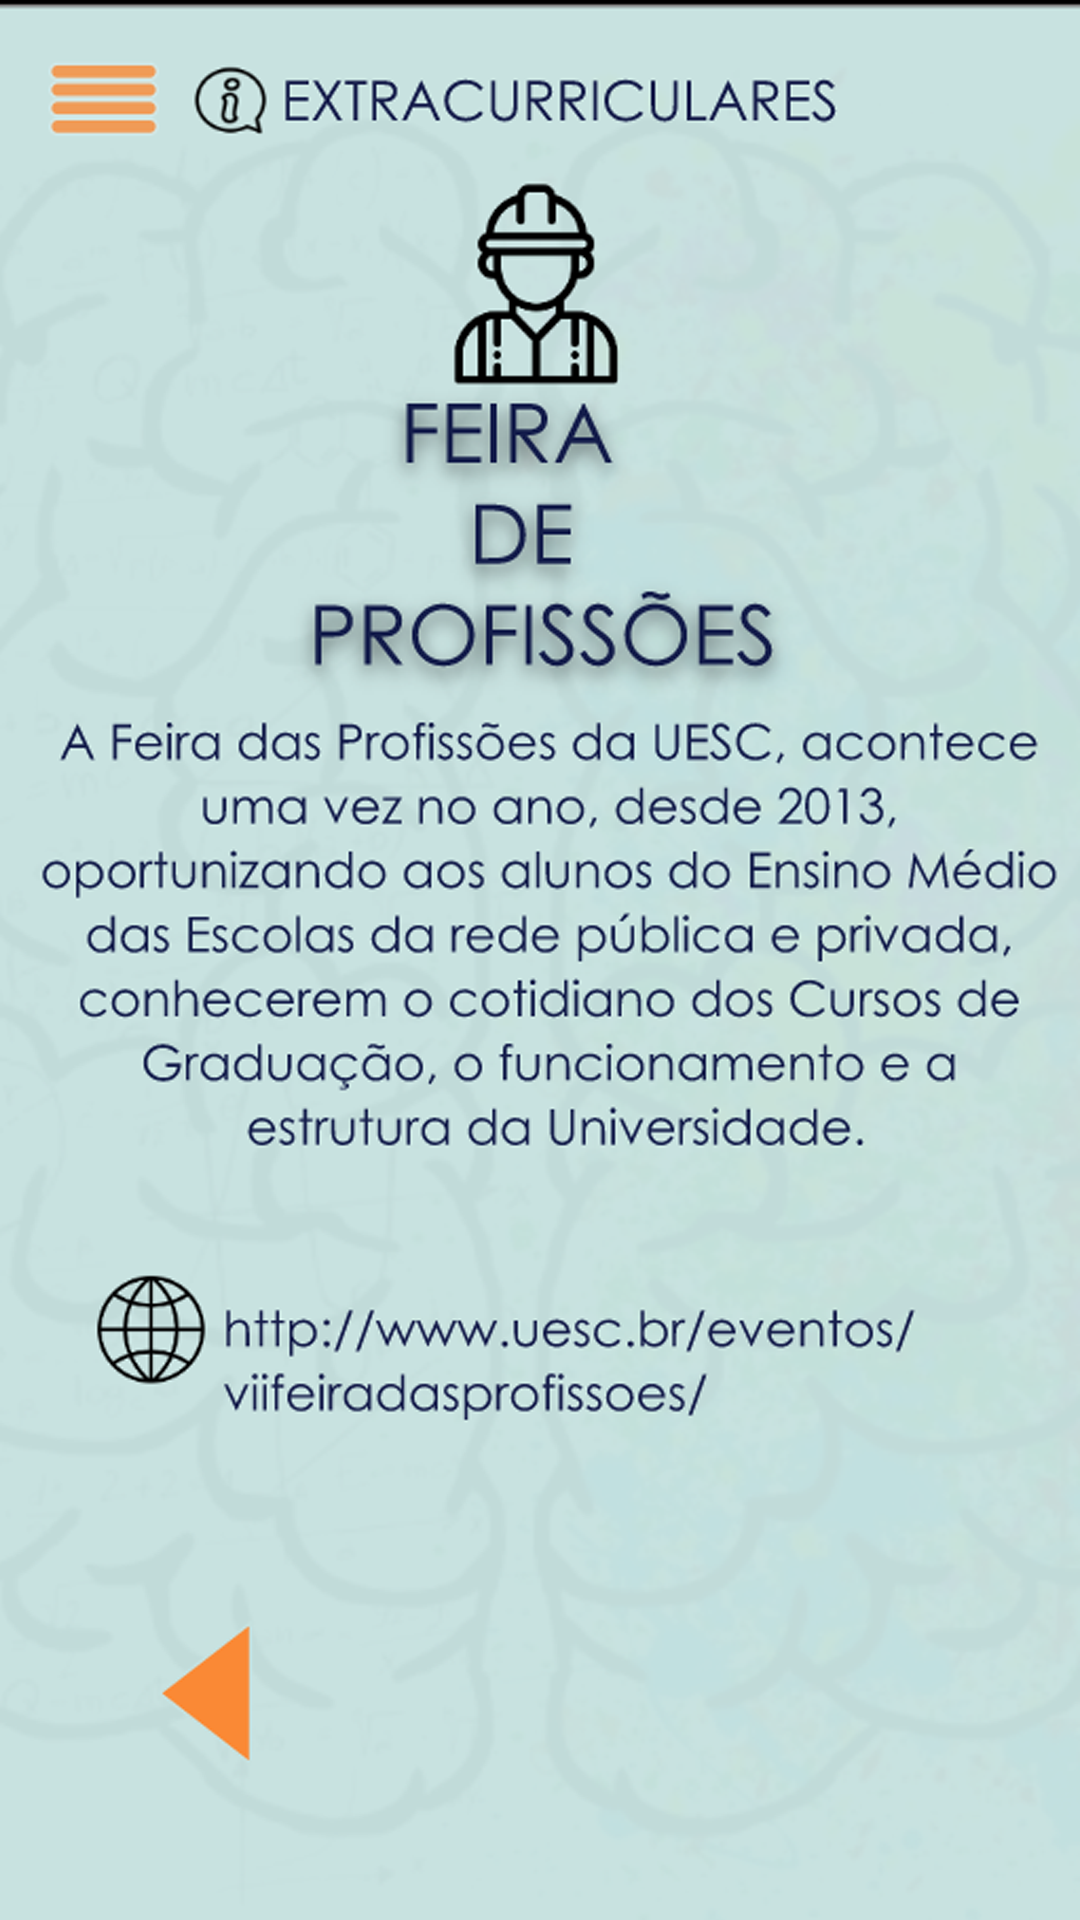 EXTRACURRICULARES
FEIRA
DE
PROFISSÕES
A Feira das Profissões da UESC, acontece
uma vez no ano, desde 2013,
oportunizando aos alunos do Ensino Médio
das Escolas da rede pública e privada,
conhecerem o cotidiano dos Cursos de
Graduação, o funcionamento e a
estrutura da Universidade.
http://www.uesc.br/eventos/
viifeiradasprofissoes/